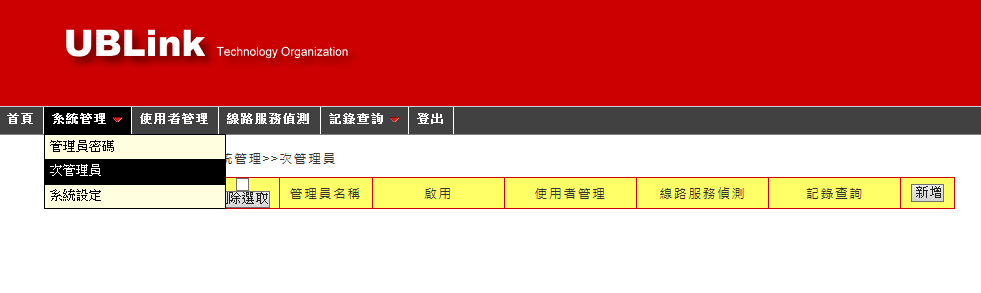 UBLink Technology Organization
首頁 系統管理 使用者管理 線路服務偵測 記錄查詢 登出
管理員密碼
統管理>>次管理員
次管理員
管理員名稱 啟用 使用者管理 線路服務偵測 記錄查詢 新增
除選取
系統設定